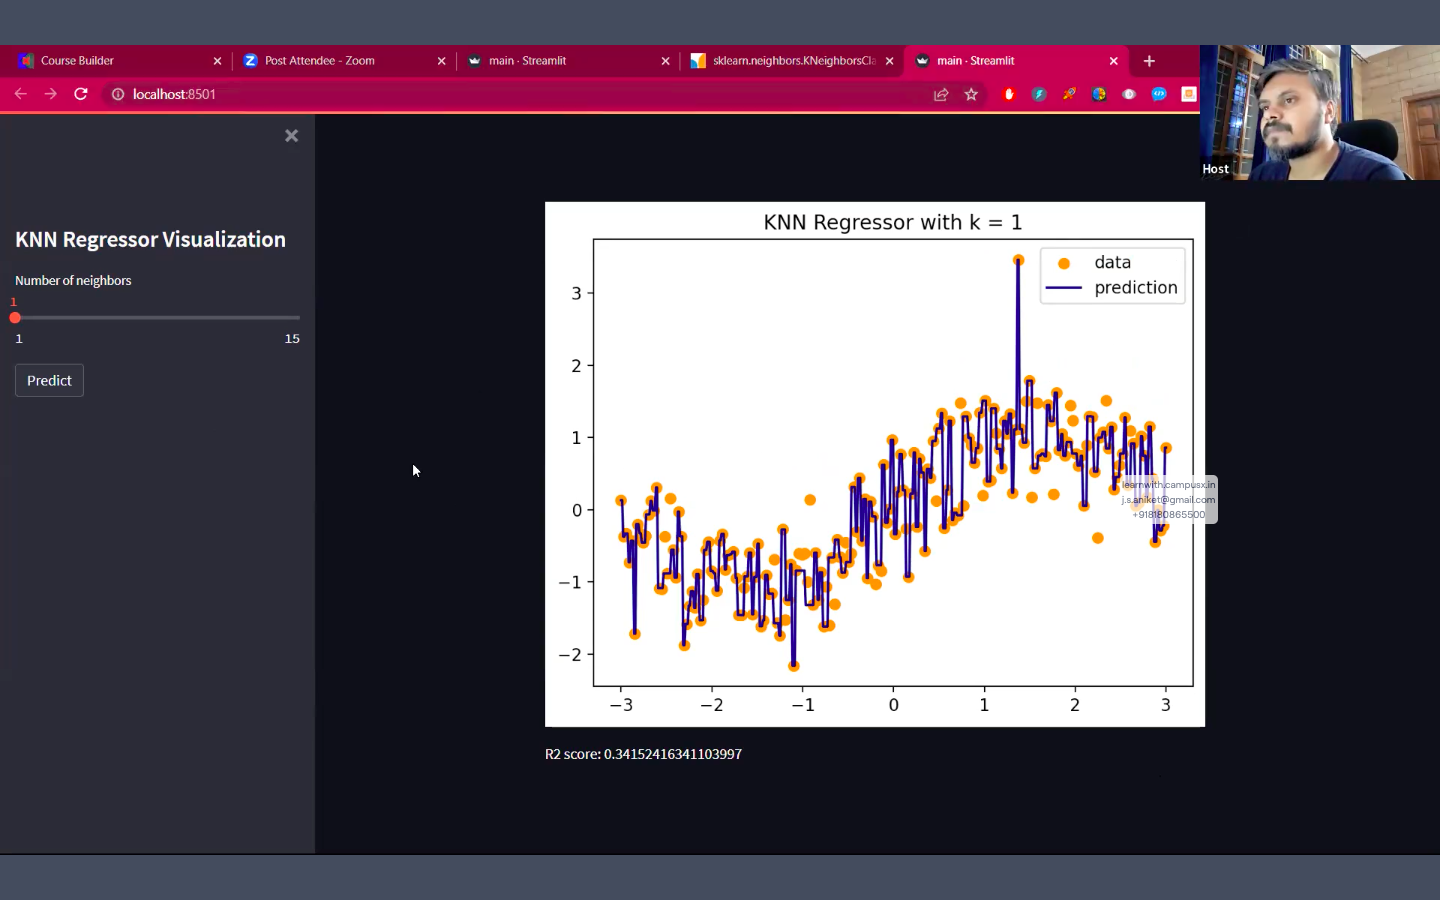 Course Builder
Post Attendee - Zoom
main · Streamlit
sklearn.neighbors.KNeighborsCla
main · Streamlit
localhost:8501
Host
KNN Regressor Visualization
Number of neighbors
1
1 15
Predict
KNN Regressor with k = 1
data
prediction
3
2
1
0
−1
−2
−3 −2 −1 0 1 2 3
learnwith.campusx.in
j.s.aniket@gmail.com
+918180865500
R2 score: 0.34152416341103997